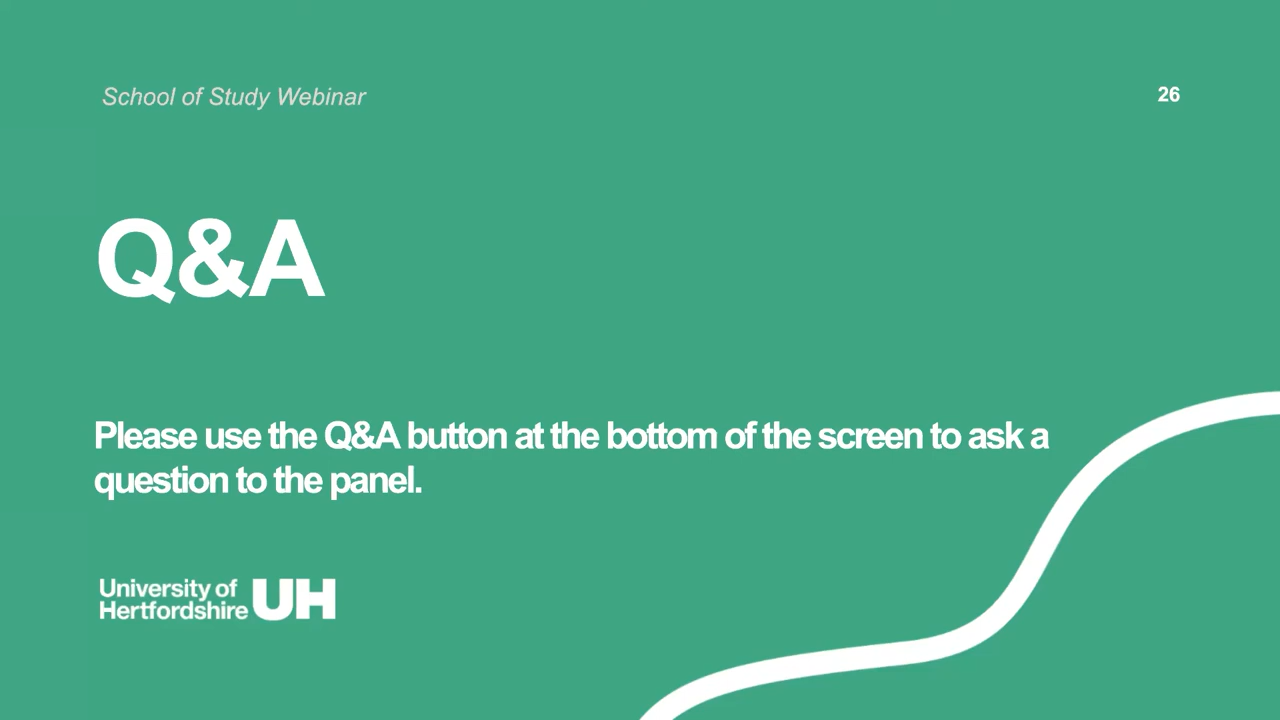 School of Study Webinar
26
Q&A
Please use the Q&A button at the bottom of the screen to ask a
question to the panel.
University of
Hertfordshire UH